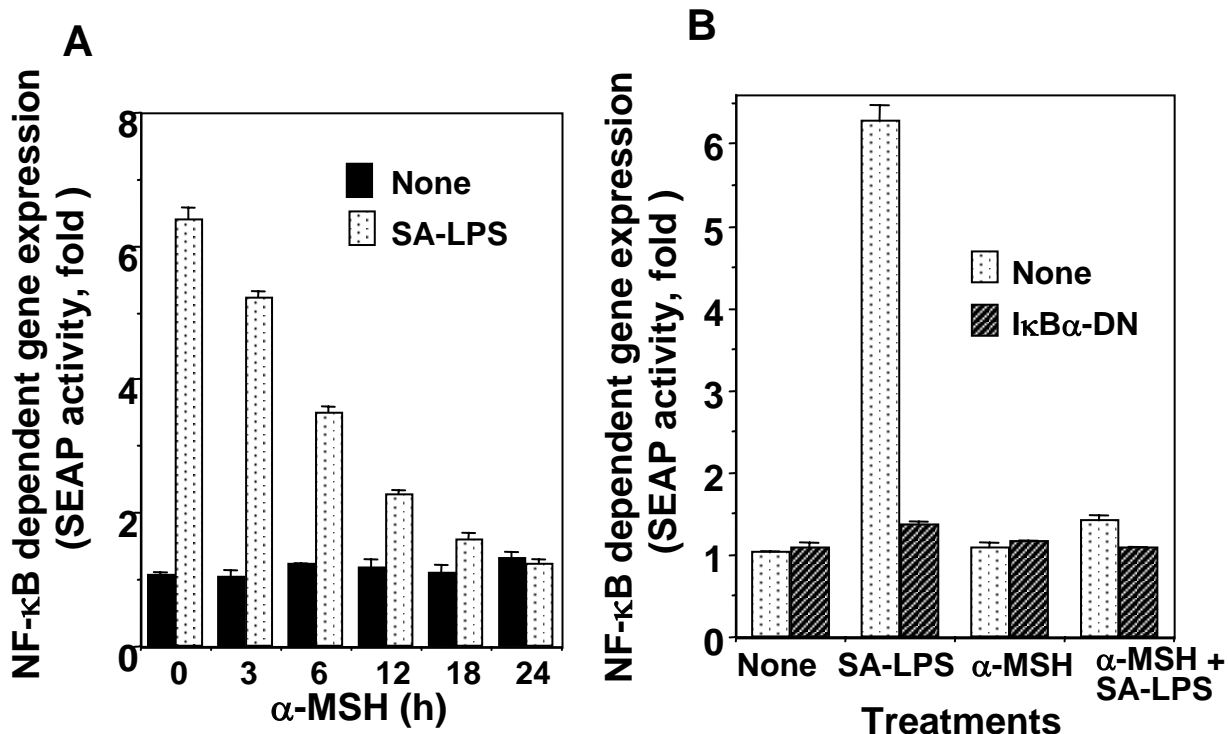 A
NF-κB dependent gene expression
(SEAP activity, fold )
8
6
4
2
0
None
SA-LPS
0 3 6 12 18 24
α-MSH (h)
B
NF-κB dependent gene expression
(SEAP activity, fold )
6
5
4
3
2
1
0
None
IκBα-DN
None SA-LPS α-MSH α-MSH +
SA-LPS
Treatments